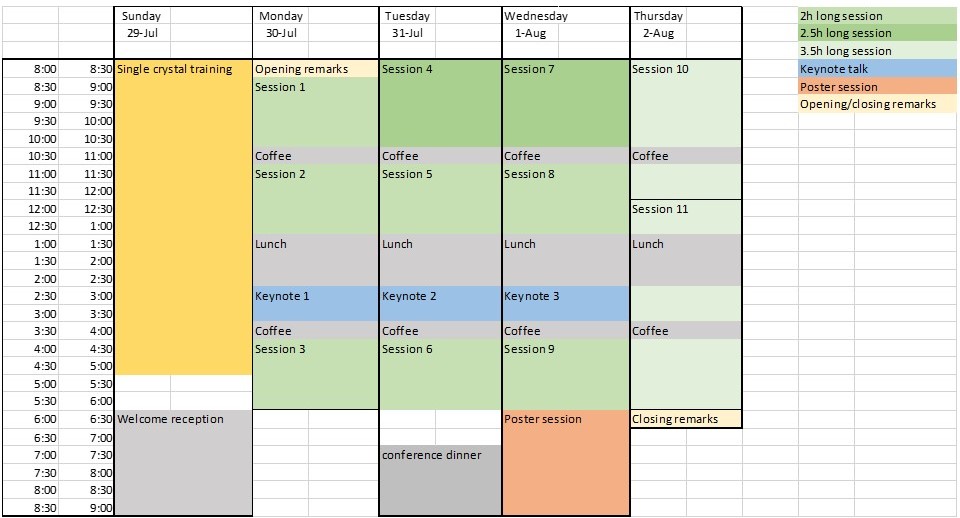 Sunday Monday Tuesday Wednesday Thursday 2h long session
29-Jul 30-Jul 31-Jul 1-Aug 2-Aug 2.5h long session
3.5h long session
8:00 8:30 Single crystal training Opening remarks Session 4 Session 7 Session 10 Keynote talk
8:30 9:00 Session 1 Poster session
9:00 9:30 Opening/closing remarks
9:30 10:00
10:00 10:30
10:30 11:00 Coffee Coffee Coffee Coffee
11:00 11:30 Session 2 Session 5 Session 8
11:30 12:00
12:00 12:30 Session 11
12:30 1:00
1:00 1:30 Lunch Lunch Lunch Lunch
1:30 2:00
2:00 2:30
2:30 3:00 Keynote 1 Keynote 2 Keynote 3
3:00 3:30
3:30 4:00 Coffee Coffee Coffee Coffee
4:00 4:30 Session 3 Session 6 Session 9
4:30 5:00
5:00 5:30
5:30 6:00
6:00 6:30 Welcome reception Poster session Closing remarks
6:30 7:00
7:00 7:30 conference dinner
7:30 8:00
8:00 8:30
8:30 9:00